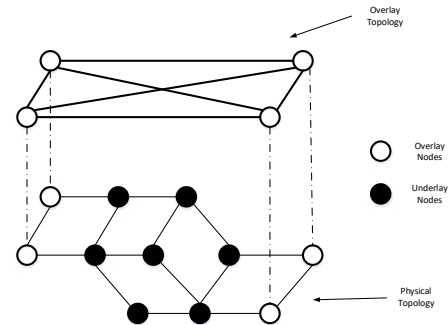 Overlay
Topology
Overlay
Nodes
Underlay
Nodes
Physical
Topology